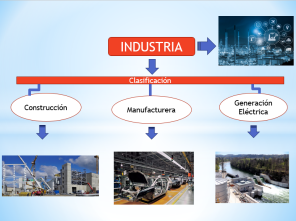 INDUSTRIA
Clasificación
Construcción
Manufacturera
Generación
Eléctrica